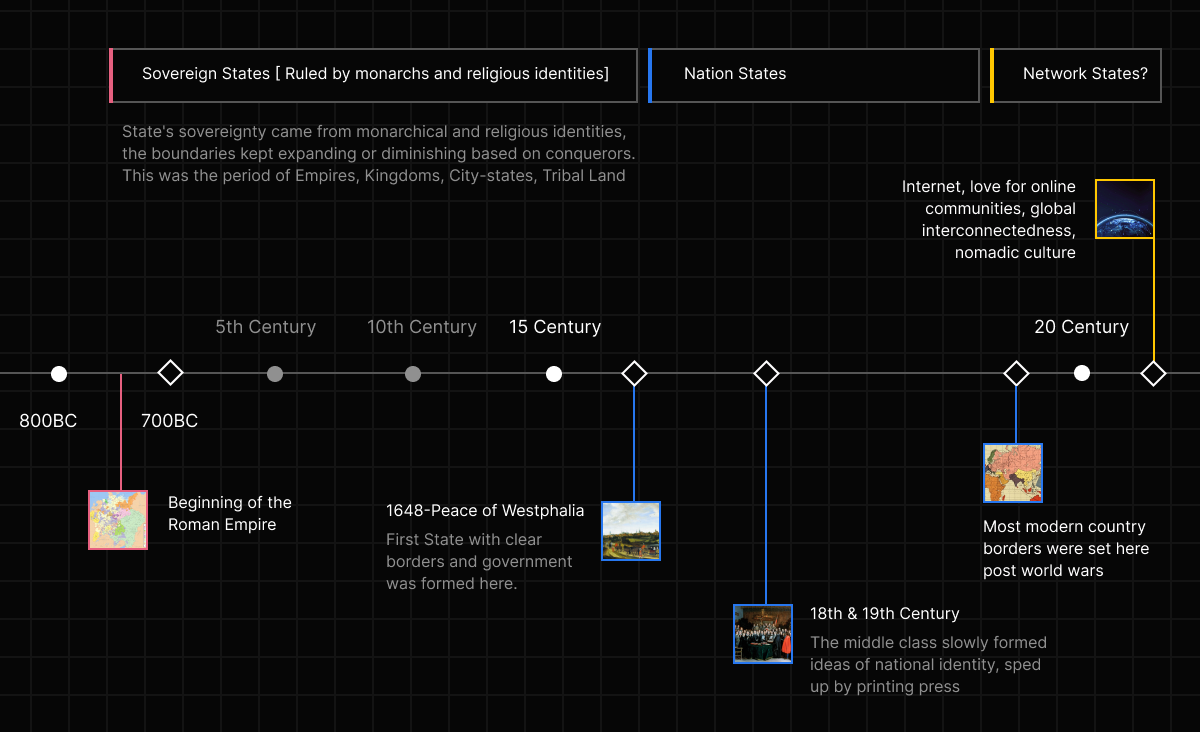 Sovereign States [ Ruled by monarchs and religious identities]
Nation States
Network States?
State's sovereignty came from monarchical and religious identities,
the boundaries kept expanding or diminishing based on conquerors.
This was the period of Empires, Kingdoms, City-states, Tribal Land
Internet, love for online
communities, global
interconnectedness,
nomadic culture
5th Century
10th Century
15 Century
20 Century
800BC
700BC
Beginning of the
Roman Empire
1648-Peace of Westphalia
First State with clear
borders and government
was formed here.
Most modern country
borders were set here
post world wars
18th & 19th Century
The middle class slowly formed
ideas of national identity, sped
up by printing press